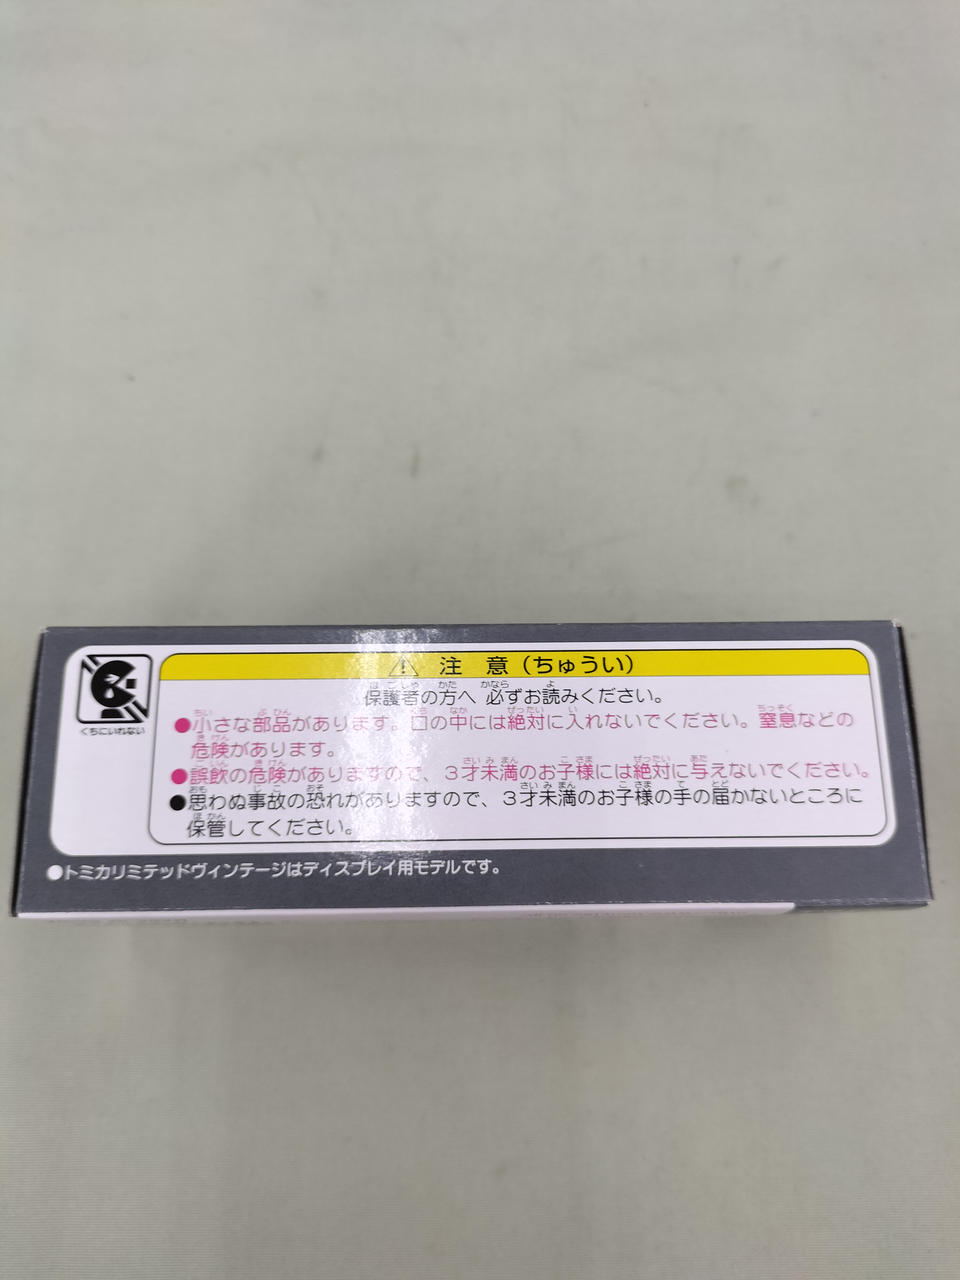 ⚠ 注 意（ちゅうい）
保護者の方へ 必ずお読みください。
●小さな部品があります。口の中には絶対に入れないでください。窒息などの
危険があります。
●誤飲の危険がありますので、３才未満のお子様には絶対に与えないでください。
●思わぬ事故の恐れがありますので、３才未満のお子様の手の届かないところに
保管してください。
くちにいれない
●トミカリミテッドヴィンテージはディスプレイ用モデルです。